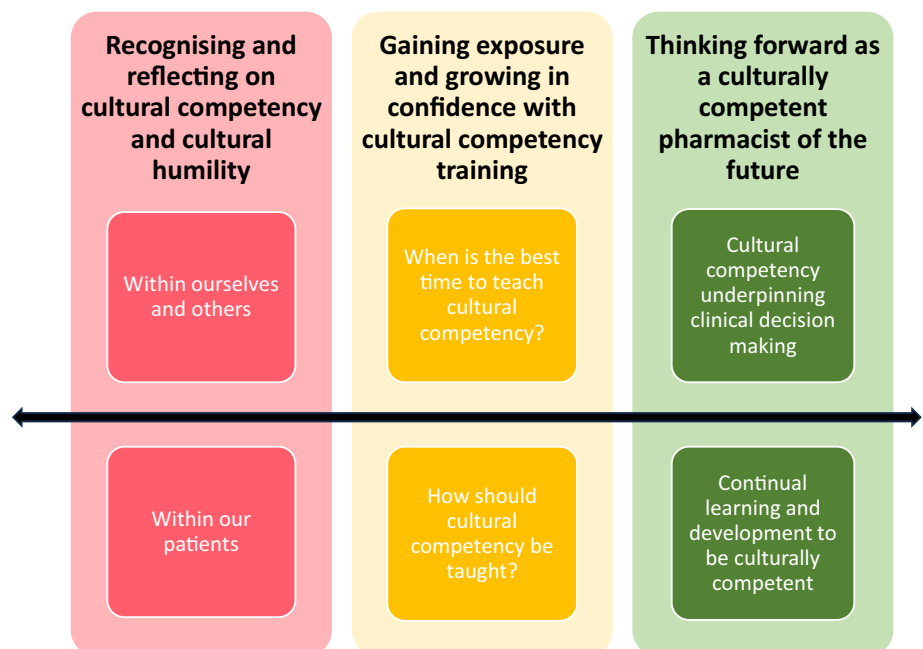 Recognising and
reflecting on
cultural competency
and cultural
humility
Within ourselves
and others
Within our
patients
Gaining exposure
and growing in
confidence with
cultural competency
training
When is the best
time to teach
cultural
competency?
How should
cultural
competency be
taught?
Thinking forward as
a culturally
competent
pharmacist of the
future
Cultural
competency
underpinning
clinical decision
making
Continual
learning and
development to
be culturally
competent